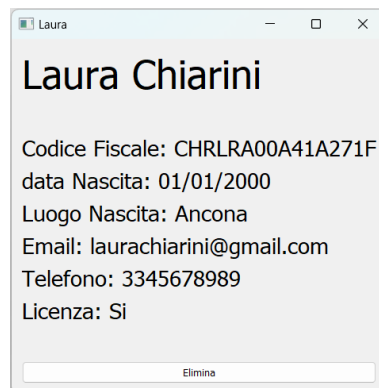 Laura
Laura Chiarini
Codice Fiscale: CHRLRA00A41A271F
data Nascita: 01/01/2000
Luogo Nascita: Ancona
Email: laurachiarini@gmail.com
Telefono: 3345678989
Licenza: Si
Elimina